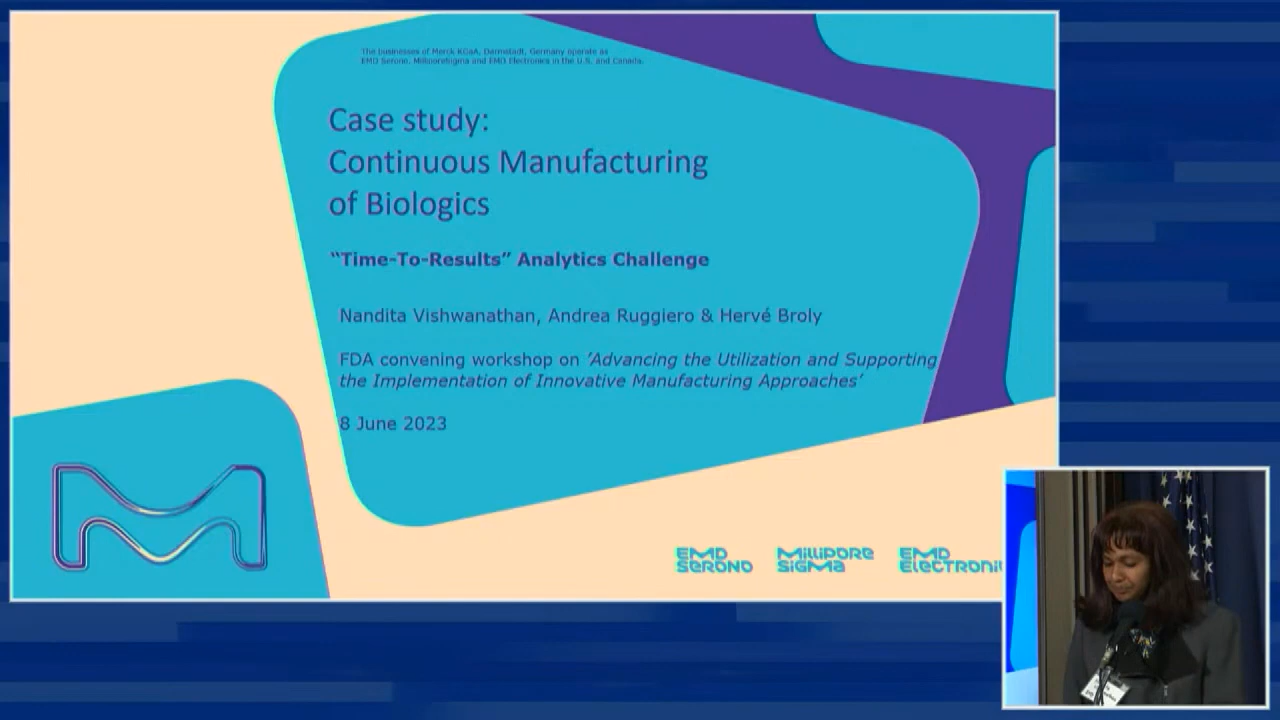 The businesses of Merck KGaA, Darmstadt, Germany operate as
EMD Serono, MilliporeSigma and EMD Electronics in the U.S. and Canada.
Case study:
Continuous Manufacturing
of Biologics
“Time-To-Results” Analytics Challenge
Nandita Vishwanathan, Andrea Ruggiero & Hervé Broly
FDA convening workshop on ‘Advancing the Utilization and Supporting
the Implementation of Innovative Manufacturing Approaches’
8 June 2023
EMD
Serono
Millipore
Sigma
EMD
Electroni